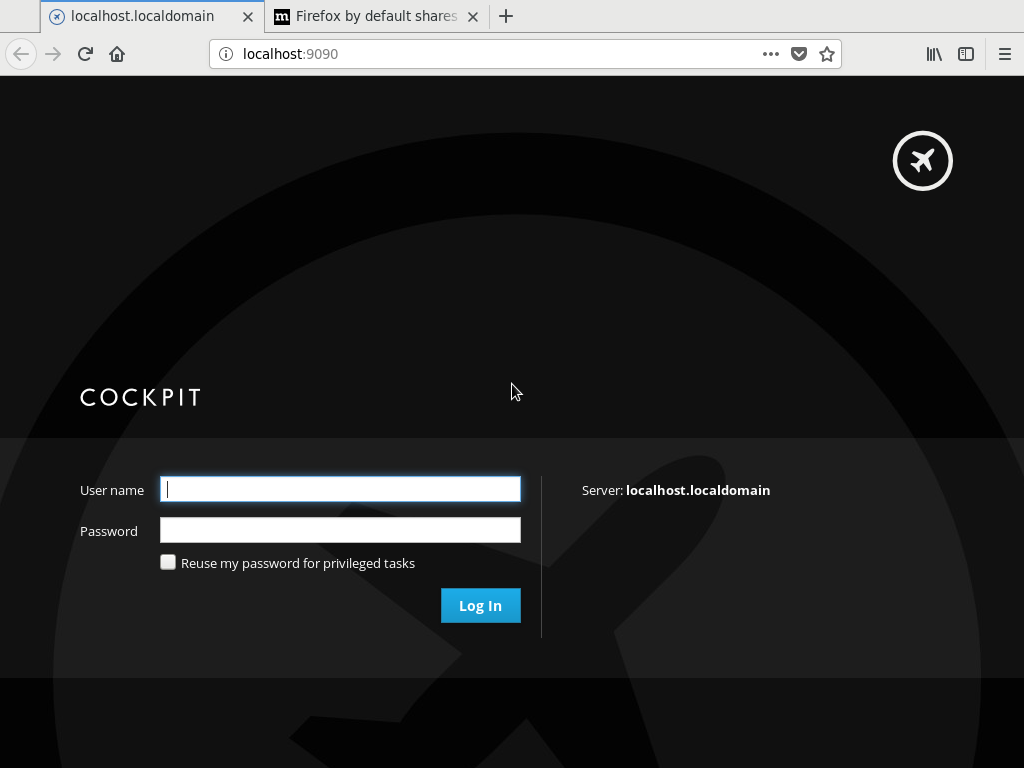 localhost.localdomain
Firefox by default shares
localhost:9090
COCKPIT
User name
Password
Reuse my password for privileged tasks
Log In
Server: localhost.localdomain